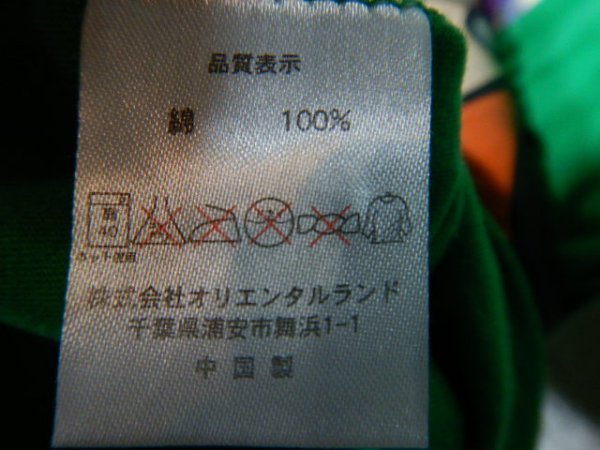 品質表示
綿 100%
弱
40
ネット使用
株式会社オリエンタルランド
千葉県浦安市舞浜1-1
中国製